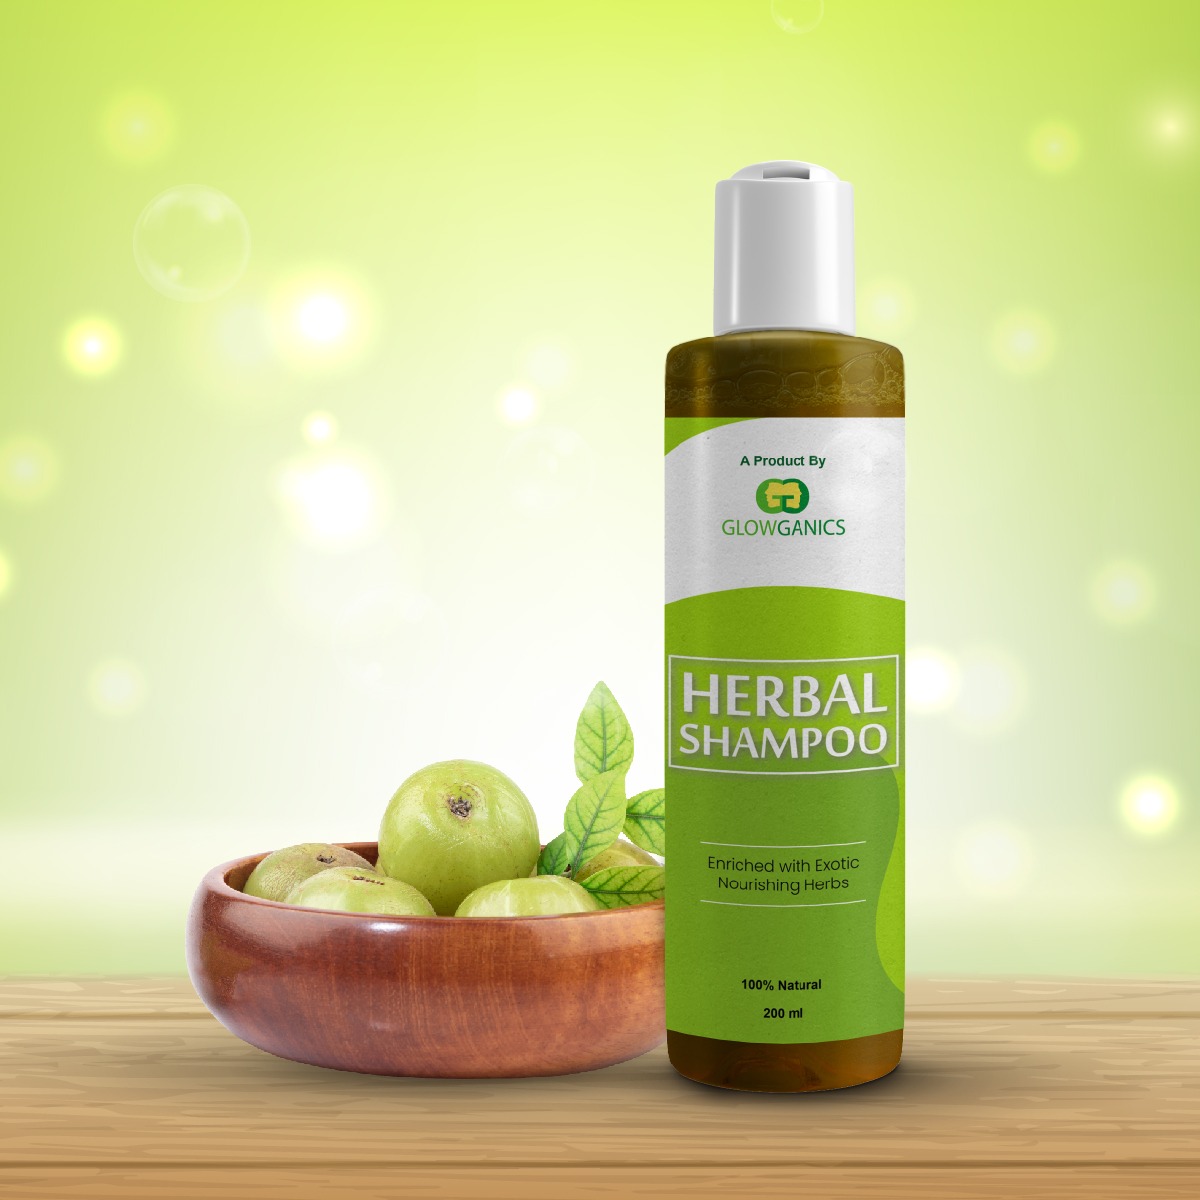 A Product By
GLOWGANICS
HERBAL
SHAMPOO
Enriched with Exotic
Nourishing Herbs
100% Natural
200 ml